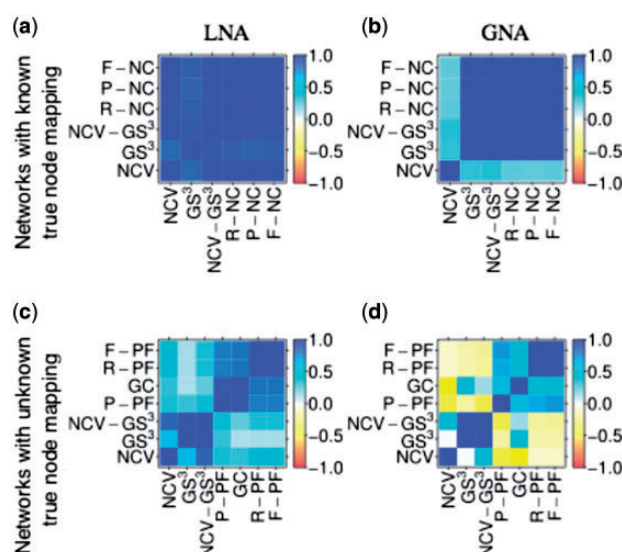 LNA
GNA
Networks with known
true node mapping
(a)
F – NC
P – NC
R – NC
NCV – GS³
GS³
NCV
NCV
GS³
NCV – GS³
R – NC
P – NC
F – NC
1.0
0.5
0.0
−0.5
−1.0
(b)
F – NC
P – NC
R – NC
NCV – GS³
GS³
NCV
NCV
GS³
NCV – GS³
R – NC
P – NC
F – NC
1.0
0.5
0.0
−0.5
−1.0
Networks with unknown
true node mapping
(c)
F – PF
R – PF
GC
P – PF
NCV – GS³
GS³
NCV
NCV
GS³
NCV – GS³
P – PF
GC
R – PF
F – PF
1.0
0.5
0.0
−0.5
−1.0
(d)
F – PF
R – PF
GC
P – PF
NCV – GS³
GS³
NCV
NCV
GS³
NCV – GS³
P – PF
GC
R – PF
F – PF
1.0
0.5
0.0
−0.5
−1.0